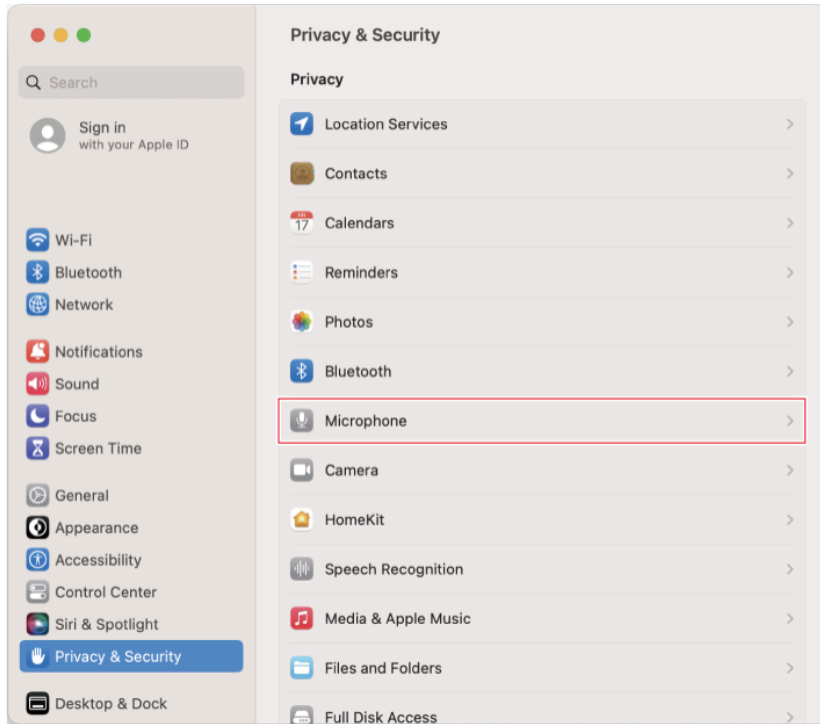 Privacy & Security
Search
Sign in
with your Apple ID
Wi-Fi
Bluetooth
Network
Notifications
Sound
Focus
Screen Time
General
Appearance
Accessibility
Control Center
Siri & Spotlight
Privacy & Security
Desktop & Dock
Privacy
Location Services
Contacts
17
Calendars
Reminders
Photos
Bluetooth
Microphone
Camera
HomeKit
Speech Recognition
Media & Apple Music
Files and Folders
Full Disk Access